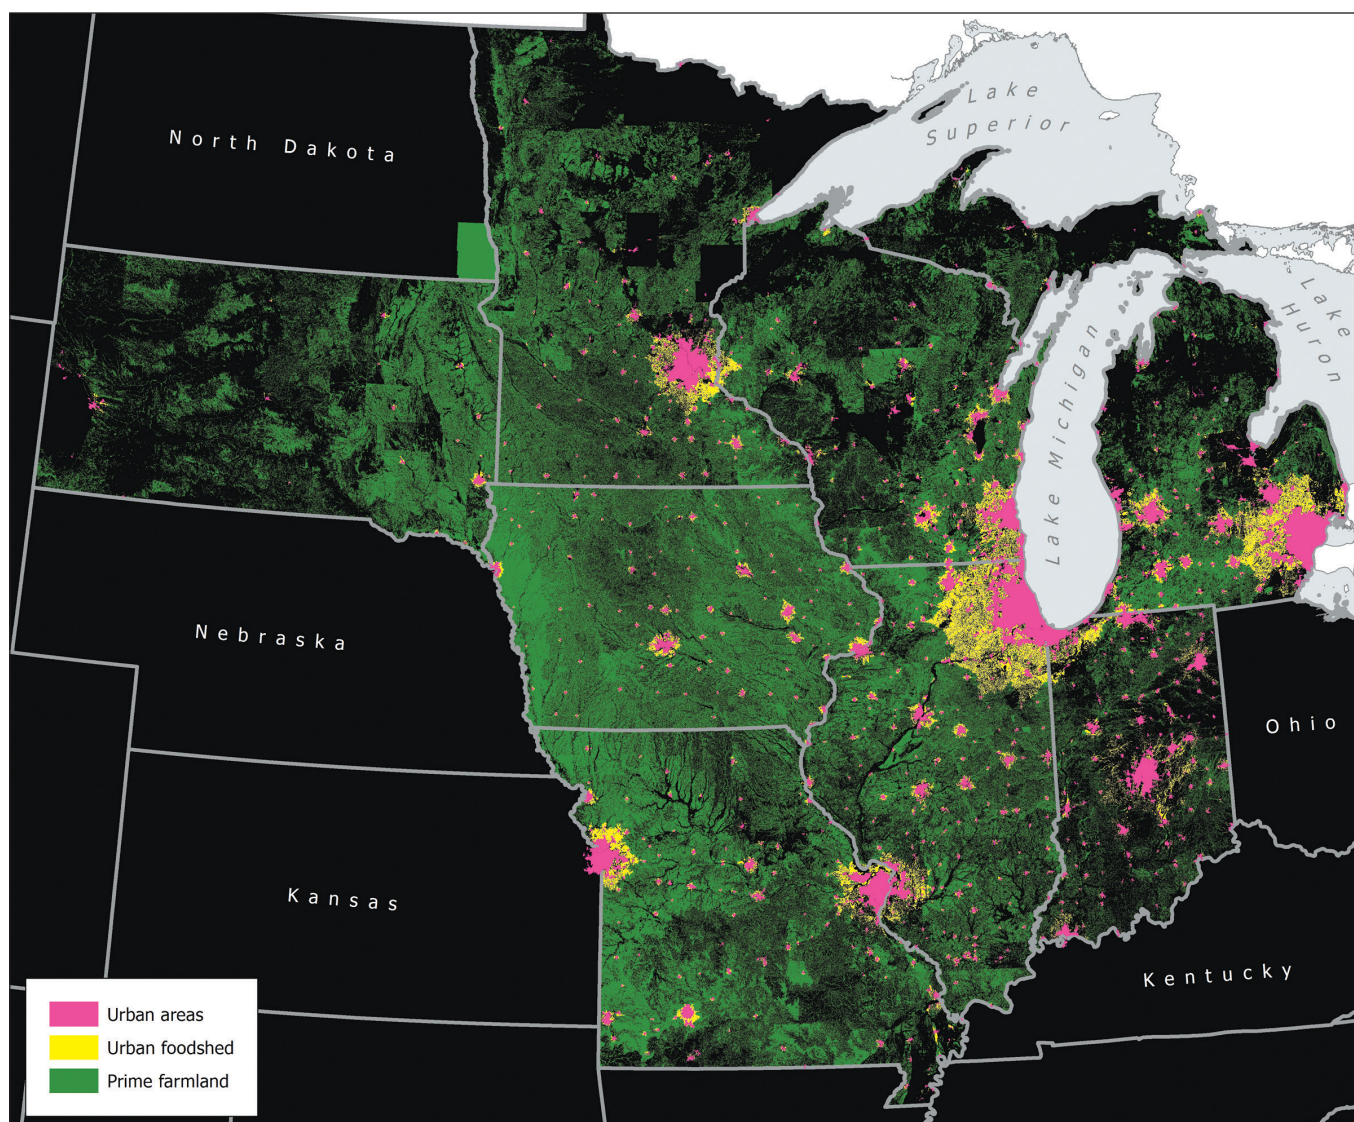 Lake
Superior
North Dakota
Lake
Huron
Lake Michigan
Nebraska
Ohio
Kansas
Kentucky
Urban areas
Urban foodshed
Prime farmland